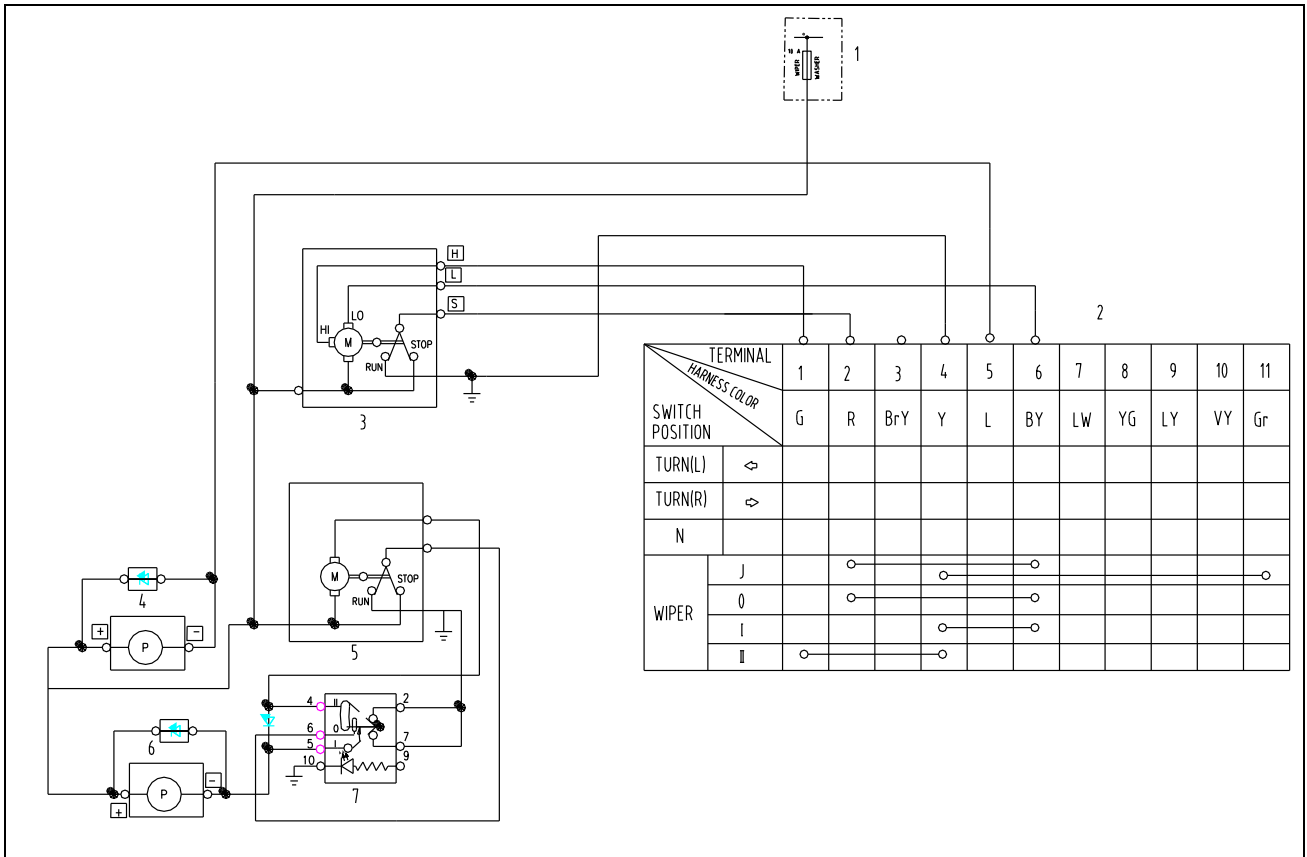 10 A
WIPER
WASHER
1
H
L
S
LO
HI
M
STOP
RUN
3
2
TERMINAL
HARNESS COLOR
SWITCH POSITION
1 2 3 4 5 6 7 8 9 10 11
G R BrY Y L BY LW YG LY VY Gr
TURN(L)
TURN(R)
N
WIPER
J
0
I
II
M
STOP
RUN
5
4
+
P
-
6
P
-
+
4
II
2
6
0
5
I
7
10
9
7